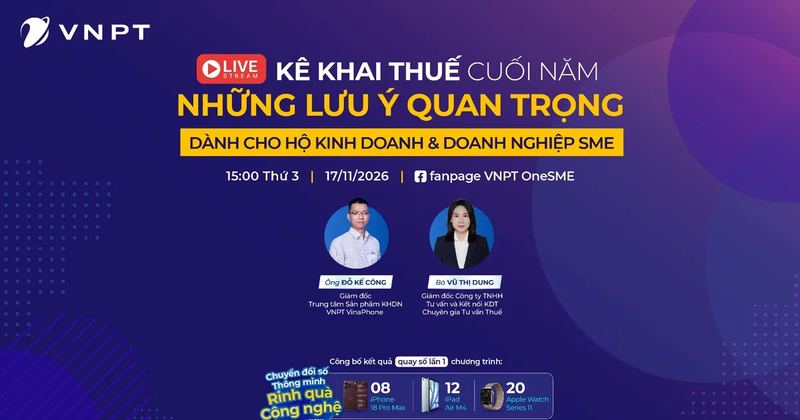 VNPT
LIVE STREAM KÊ KHAI THUẾ CUỐI NĂM
NHỮNG LƯU Ý QUAN TRỌNG
DÀNH CHO HỘ KINH DOANH & DOANH NGHIỆP SME
15:00 Thứ 3 | 17/11/2026 | fanpage VNPT OneSME
Ông ĐỖ KẾ CÔNG
Giám đốc
Trung tâm Sản phẩm KHDN
VNPT VinaPhone
Bà VŨ THỊ DUNG
Giám đốc Công ty TNHH
Tư vấn và Kết nối KDT
Chuyên gia Tư vấn Thuế
Công bố kết quả quay số lần 1 chương trình:
Chuyển đổi số
Thông minh
Rinh quà
Công nghệ
08
iPhone
18 Pro Max
12
iPad
Air M4
20
Apple Watch
Series 11